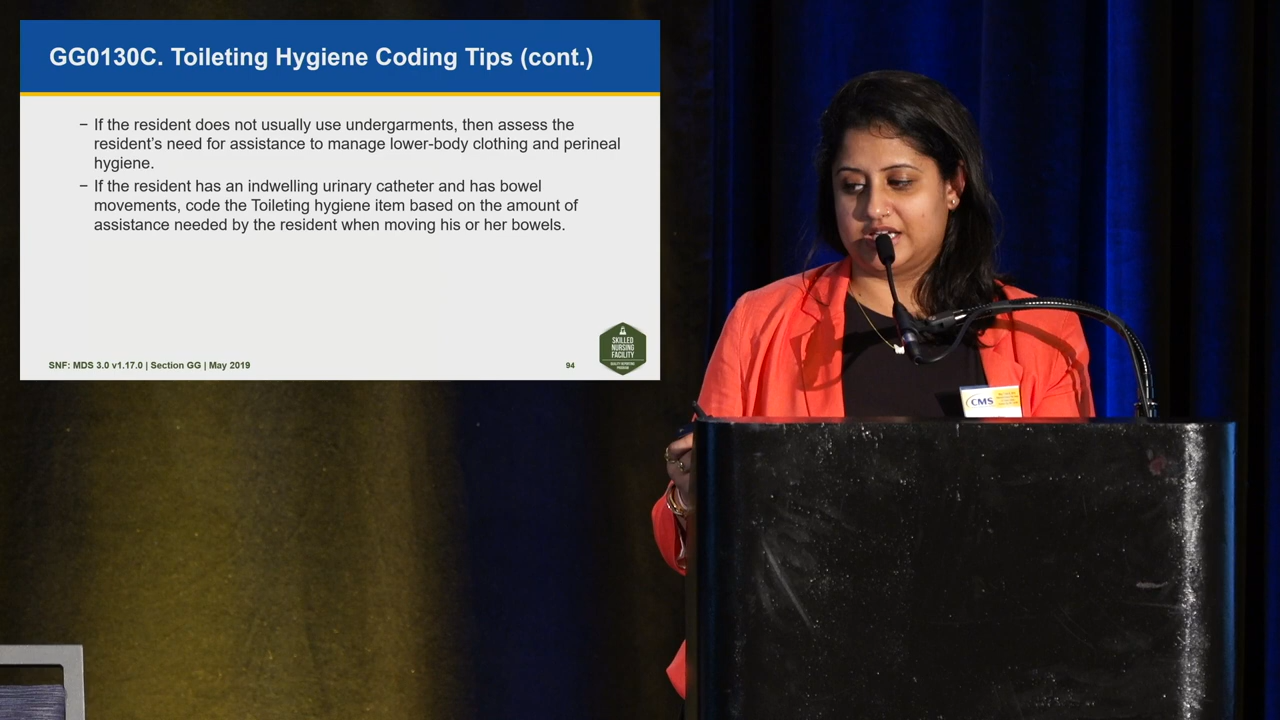 GG0130C. Toileting Hygiene Coding Tips (cont.)
− If the resident does not usually use undergarments, then assess the
resident’s need for assistance to manage lower-body clothing and perineal
hygiene.
− If the resident has an indwelling urinary catheter and has bowel
movements, code the Toileting hygiene item based on the amount of
assistance needed by the resident when moving his or her bowels.
SNF: MDS 3.0 v1.17.0 | Section GG | May 2019
94
SKILLED
NURSING
FACILITY
QUALITY REPORTING
PROGRAM
CMS